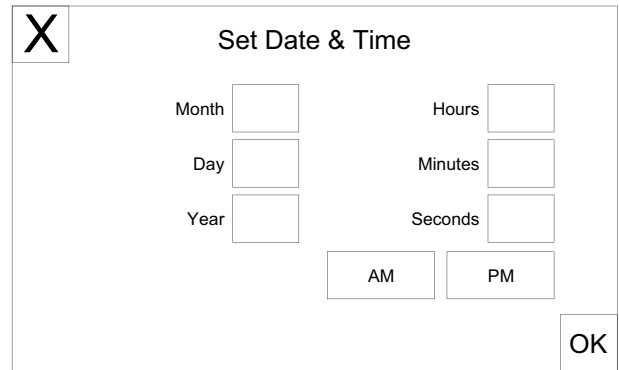 X
Set Date & Time
Month
Hours
Day
Minutes
Year
Seconds
AM
PM
OK